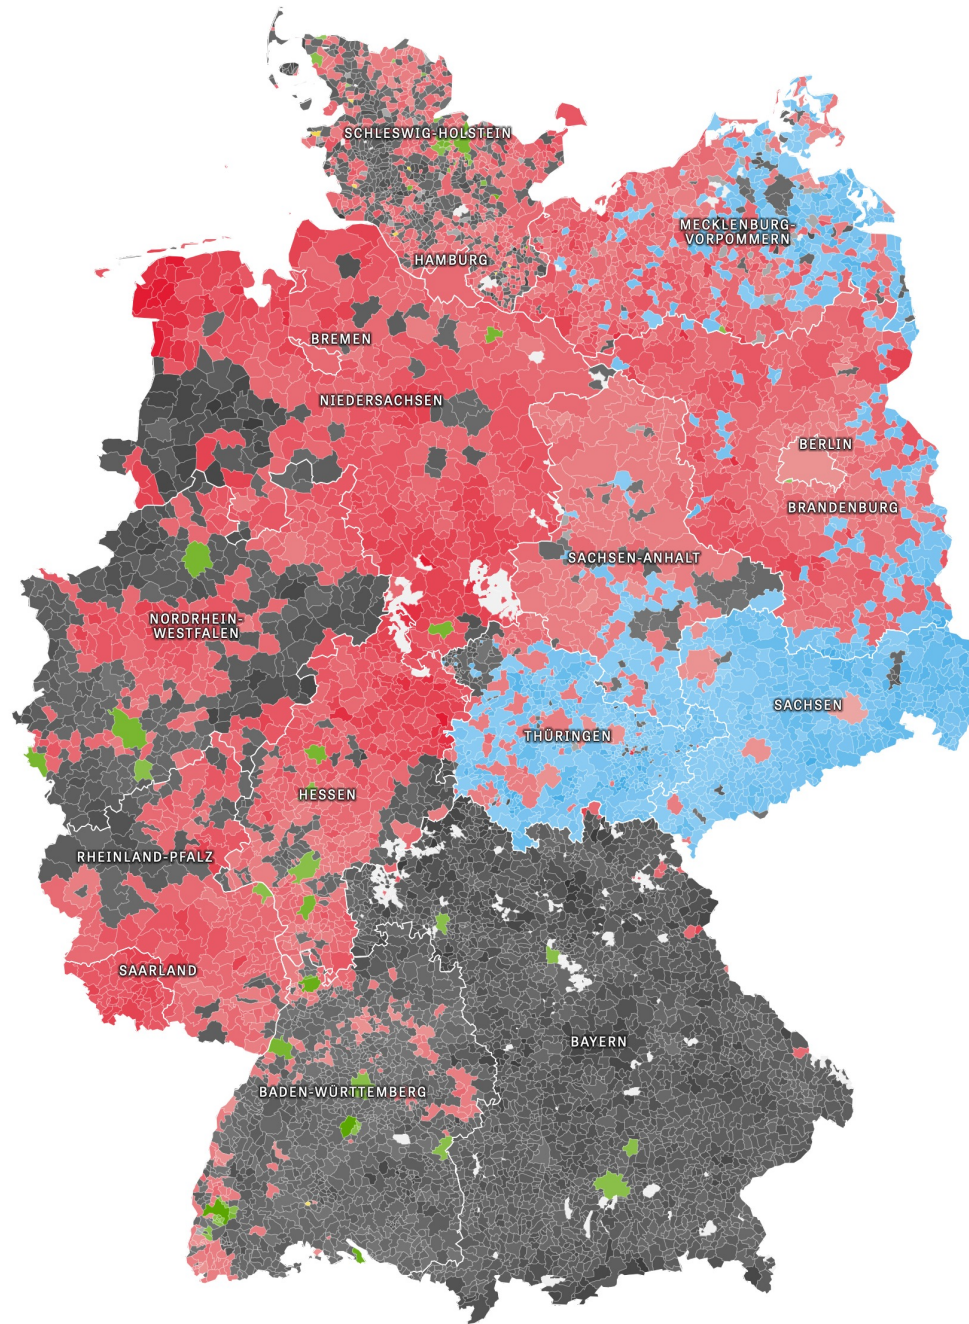 SCHLESWIG-HOLSTEIN
MECKLENBURG-
VORPOMMERN
HAMBURG
BREMEN
NIEDERSACHSEN
BERLIN
BRANDENBURG
SACHSEN-ANHALT
NORDRHEIN-
WESTFALEN
SACHSEN
THÜRINGEN
HESSEN
RHEINLAND-PFALZ
SAARLAND
BAYERN
BADEN-WÜRTTEMBERG